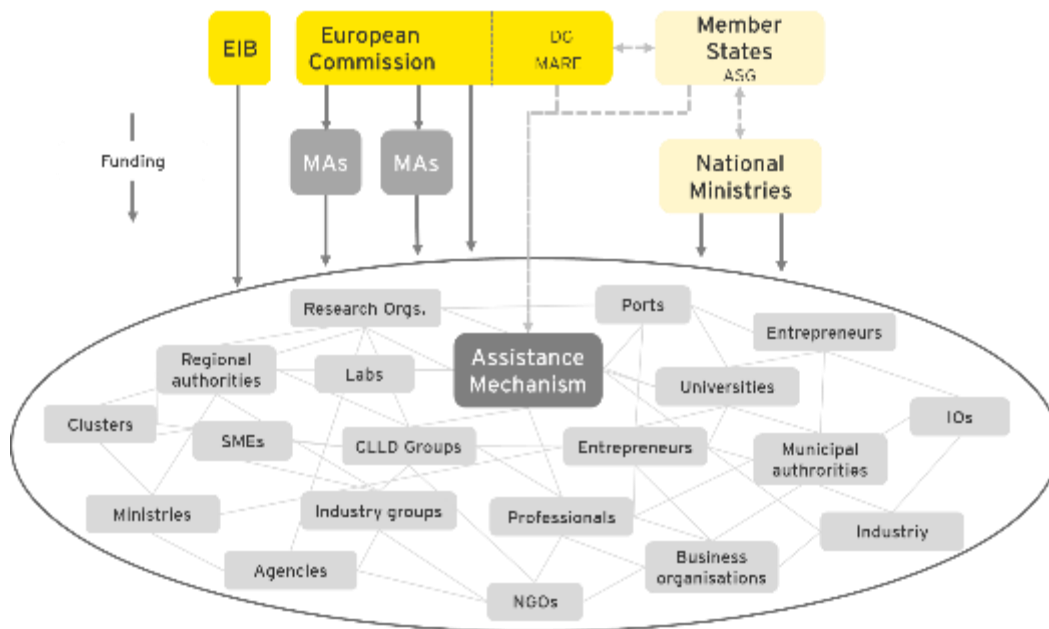 EIB
European
Commission
DG
MARE
Member
States
ASG
Funding
MAs
MAs
National
Ministries
Research Orgs.
Ports
Entrepreneurs
Regional
authorities
Labs
Assistance
Mechanism
Universities
Clusters
SMEs
CLLD Groups
Entrepreneurs
Municipal
authrorities
IOs
Ministries
Industry groups
Professionals
Industriy
Agencies
NGOs
Business
organisations